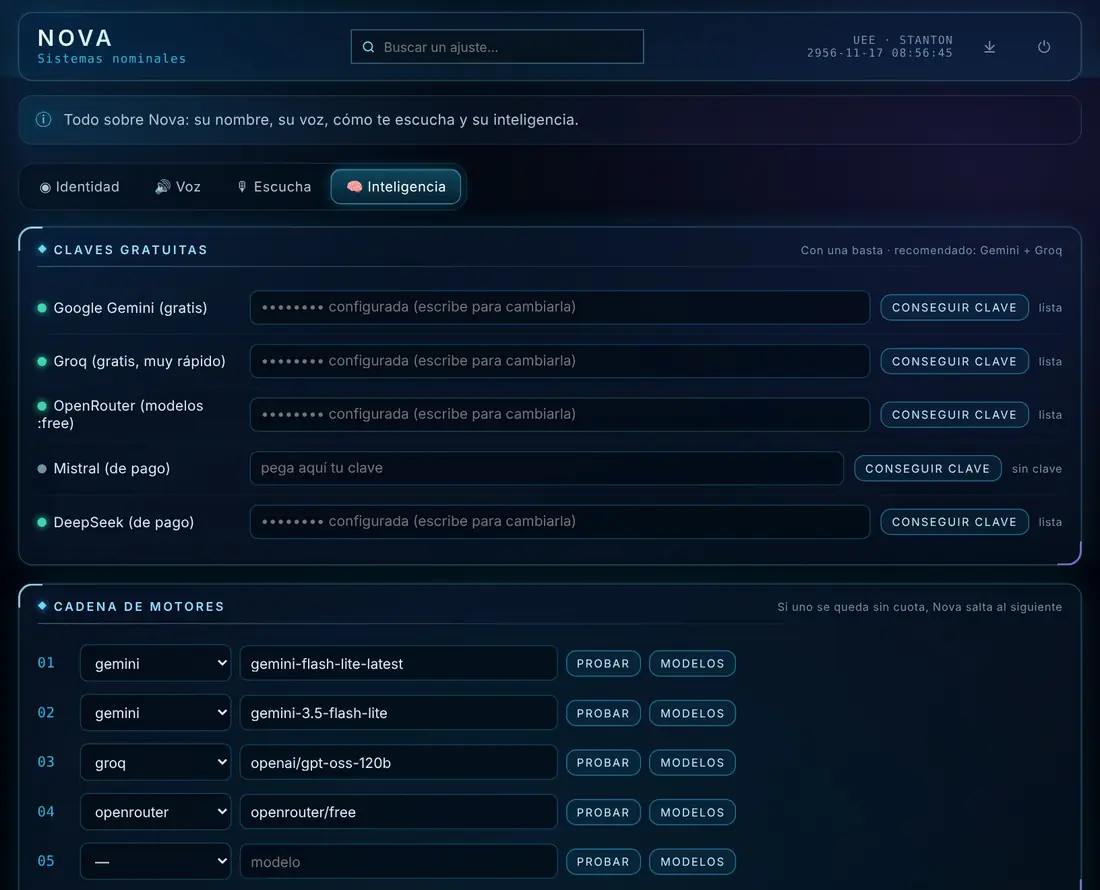 NOVA
Sistemas nominales
Buscar un ajuste...
UEE · STANTON
2956-11-17 08:56:45
Todo sobre Nova: su nombre, su voz, cómo te escucha y su inteligencia.
Identidad
Voz
Escucha
Inteligencia
CLAVES GRATUITAS
Con una basta · recomendado: Gemini + Groq
Google Gemini (gratis)
•••••••• configurada (escribe para cambiarla)
CONSEGUIR CLAVE
lista
Groq (gratis, muy rápido)
•••••••• configurada (escribe para cambiarla)
CONSEGUIR CLAVE
lista
OpenRouter (modelos
:free)
•••••••• configurada (escribe para cambiarla)
CONSEGUIR CLAVE
lista
Mistral (de pago)
pega aquí tu clave
CONSEGUIR CLAVE
sin clave
DeepSeek (de pago)
•••••••• configurada (escribe para cambiarla)
CONSEGUIR CLAVE
lista
CADENA DE MOTORES
Si uno se queda sin cuota, Nova salta al siguiente
01
gemini
gemini-flash-lite-latest
PROBAR
MODELOS
02
gemini
gemini-3.5-flash-lite
PROBAR
MODELOS
03
groq
openai/gpt-oss-120b
PROBAR
MODELOS
04
openrouter
openrouter/free
PROBAR
MODELOS
05
—
modelo
PROBAR
MODELOS